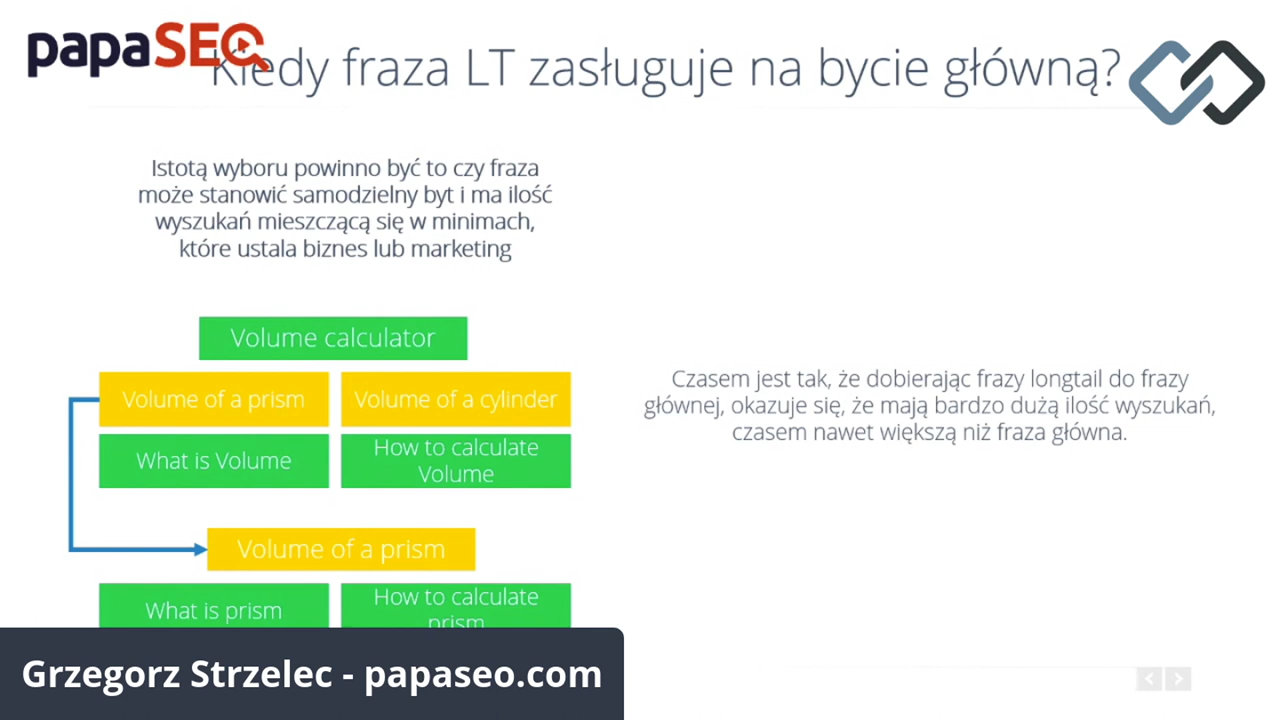 papaSEO
Kiedy fraza LT zasługuje na bycie główną?
Istotą wyboru powinno być to czy fraza
może stanowić samodzielny byt i ma ilość
wyszukań mieszczącą się w minimach,
które ustala biznes lub marketing
Volume calculator
Volume of a prism
Volume of a cylinder
What is Volume
How to calculate
Volume
Volume of a prism
What is prism
How to calculate
prism
Czasem jest tak, że dobierając frazy longtail do frazy
głównej, okazuje się, że mają bardzo dużą ilość wyszukań,
czasem nawet większą niż fraza główna.
Grzegorz Strzelec - papaseo.com